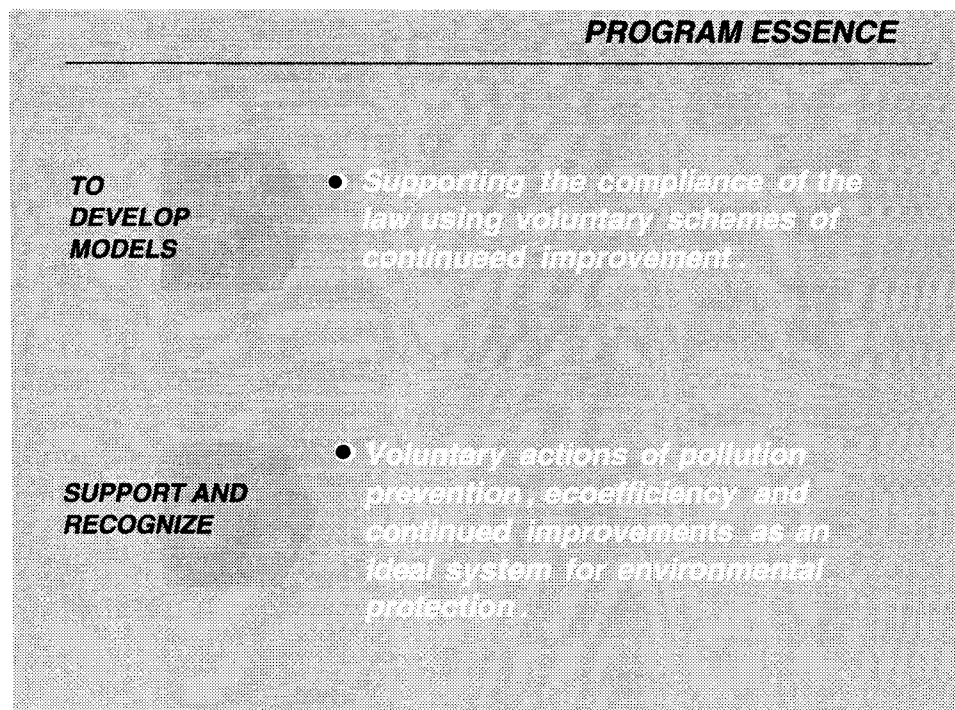 PROGRAM ESSENCE
TO
DEVELOP
MODELS
● Supporting the compliance of the
law using voluntary schemes of
continueed improvement.
SUPPORT AND
RECOGNIZE
● Voluntary actions of pollution
prevention, ecoefficiency and
continued improvements as an
ideal system for environmental
protection.